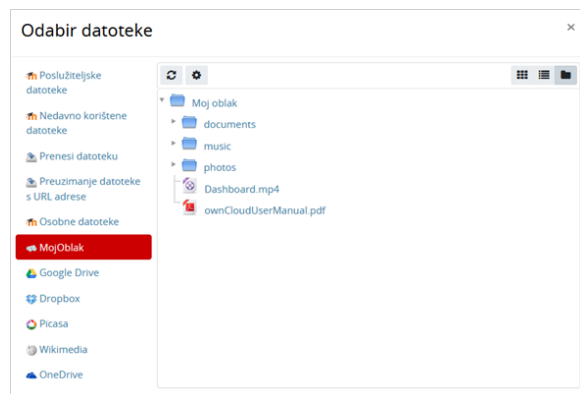 Odabir datoteke
×
Poslužiteljske
datoteke
Nedavno korištene
datoteke
Prenesi datoteku
Preuzimanje datoteke
s URL adrese
Osobne datoteke
MojOblak
Google Drive
Dropbox
Picasa
Wikimedia
OneDrive
Moj oblak
documents
music
photos
Dashboard.mp4
ownCloudUserManual.pdf